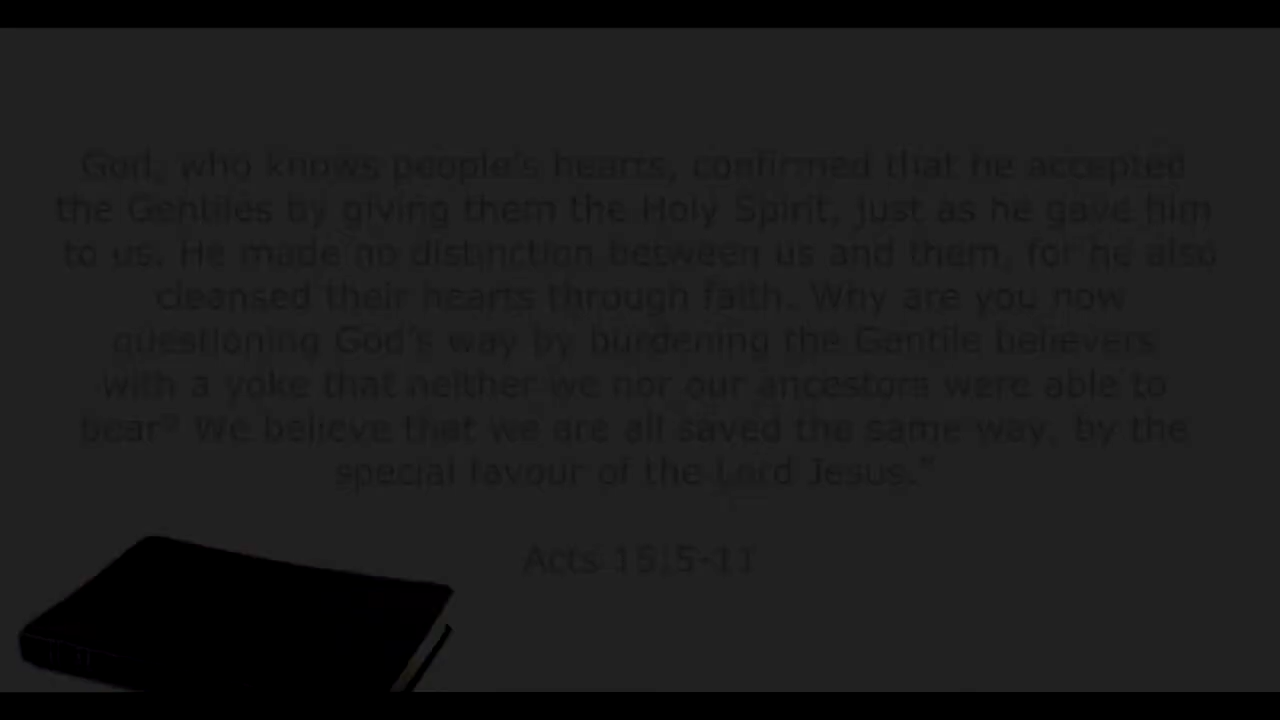 God, who knows people's hearts, confirmed that he accepted
the Gentiles by giving them the Holy Spirit, just as he gave him
to us. He made no distinction between us and them, for he also
cleansed their hearts through faith. Why are you now
questioning God's way by burdening the Gentile believers
with a yoke that neither we nor our ancestors were able to
bear? We believe that we are all saved the same way, by the
special favour of the Lord Jesus."
Acts 15:5-11